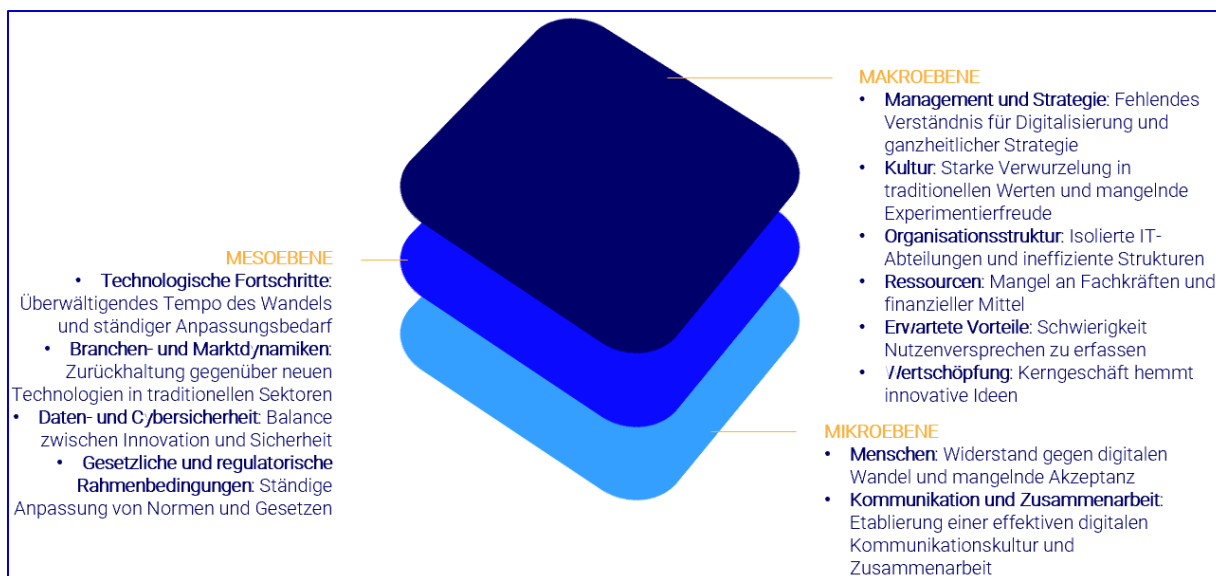 MAKROEBENE
• Management und Strategie: Fehlendes
Verständnis für Digitalisierung und
ganzheitlicher Strategie
• Kultur: Starke Verwurzelung in
traditionellen Werten und mangelnde
Experimentierfreude
• Organisationsstruktur: Isolierte IT-
Abteilungen und ineffiziente Strukturen
• Ressourcen: Mangel an Fachkräften und
finanzieller Mittel
• Erwartete Vorteile: Schwierigkeit
Nutzenversprechen zu erfassen
• Wertschöpfung: Kerngeschäft hemmt
innovative Ideen
MESOEBENE
• Technologische Fortschritte:
Überwältigendes Tempo des Wandels
und ständiger Anpassungsbedarf
• Branchen- und Marktdynamiken:
Zurückhaltung gegenüber neuen
Technologien in traditionellen Sektoren
• Daten- und Cybersicherheit: Balance
zwischen Innovation und Sicherheit
• Gesetzliche und regulatorische
Rahmenbedingungen: Ständige
Anpassung von Normen und Gesetzen
MIKROEBENE
• Menschen: Widerstand gegen digitalen
Wandel und mangelnde Akzeptanz
• Kommunikation und Zusammenarbeit:
Etablierung einer effektiven digitalen
Kommunikationskultur und
Zusammenarbeit